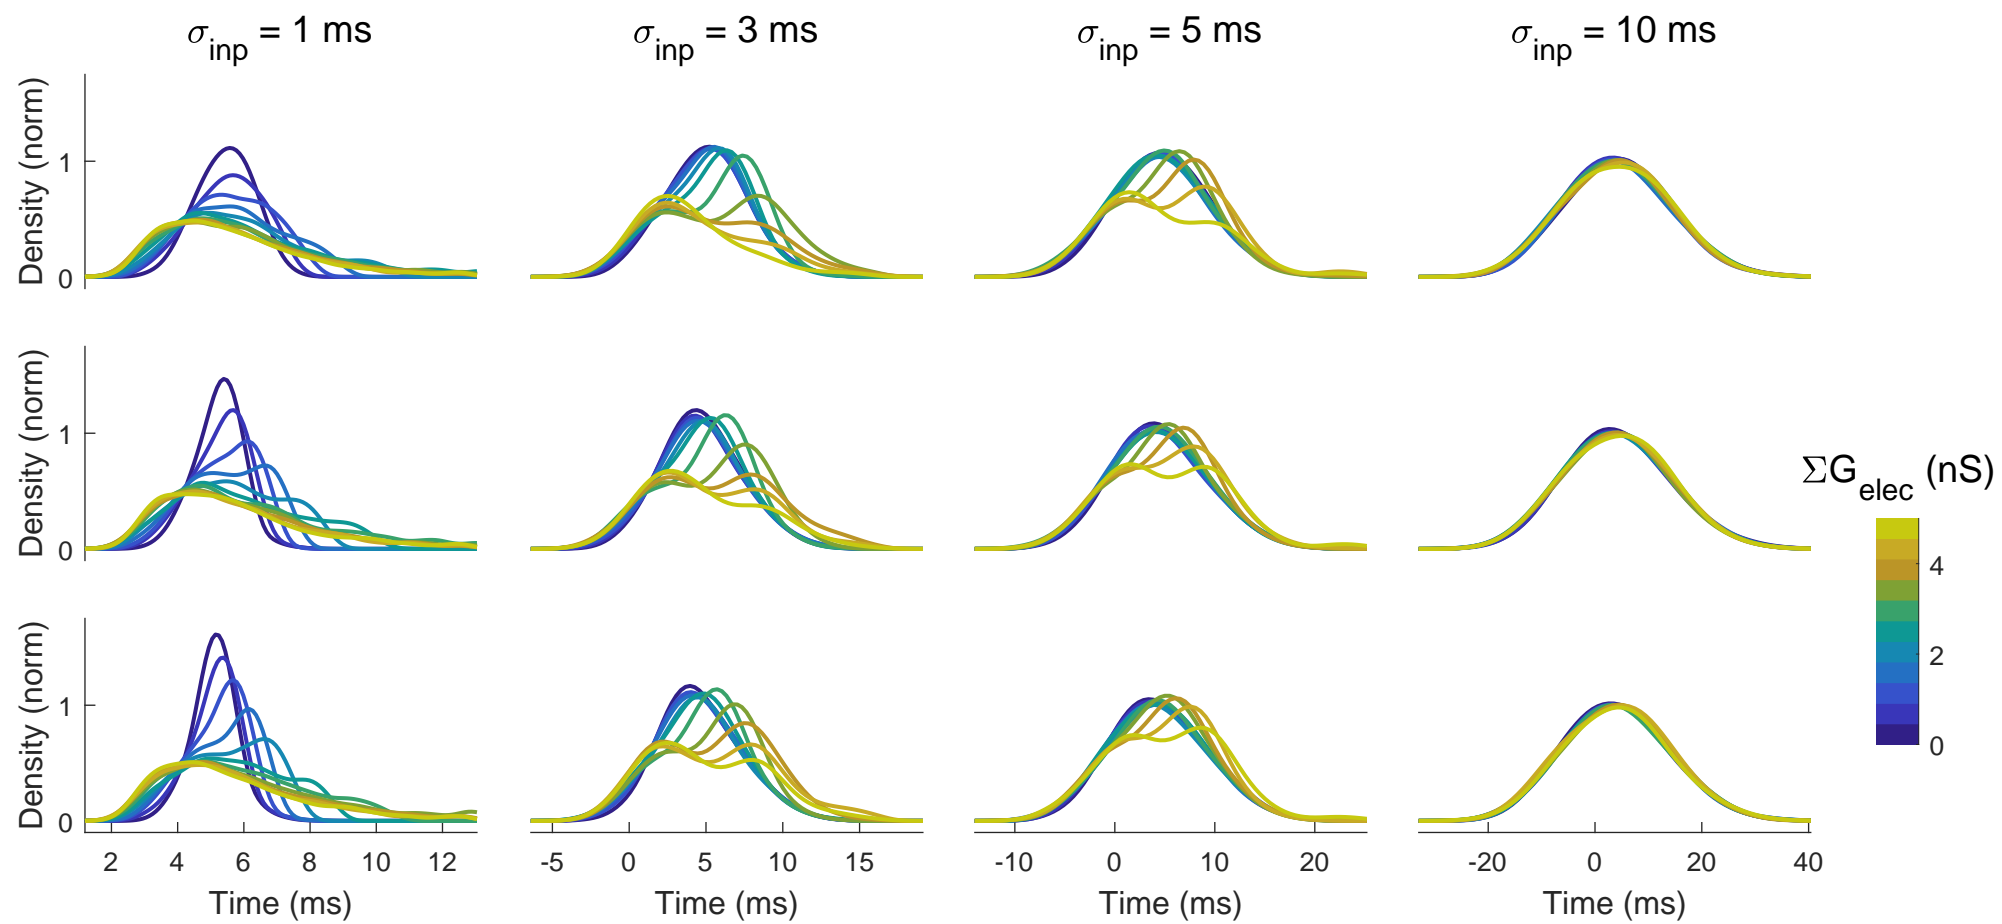 σinp = 1 ms
σinp = 3 ms
σinp = 5 ms
σinp = 10 ms
Density (norm)
1
0
Density (norm)
1
0
Density (norm)
1
0
2 4 6 8 10 12
-5 0 5 10 15
-10 0 10 20
-20 0 20 40
Time (ms)
Time (ms)
Time (ms)
Time (ms)
ΣGelec (nS)
4
2
0